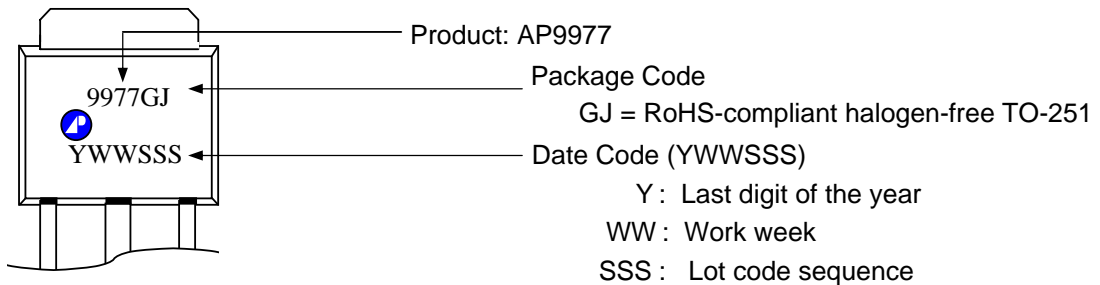 Product: AP9977
Package Code
9977GJ
GJ = RoHS-compliant halogen-free TO-251
YWWSSS
Date Code (YWWSSS)
Y : Last digit of the year
WW : Work week
SSS : Lot code sequence